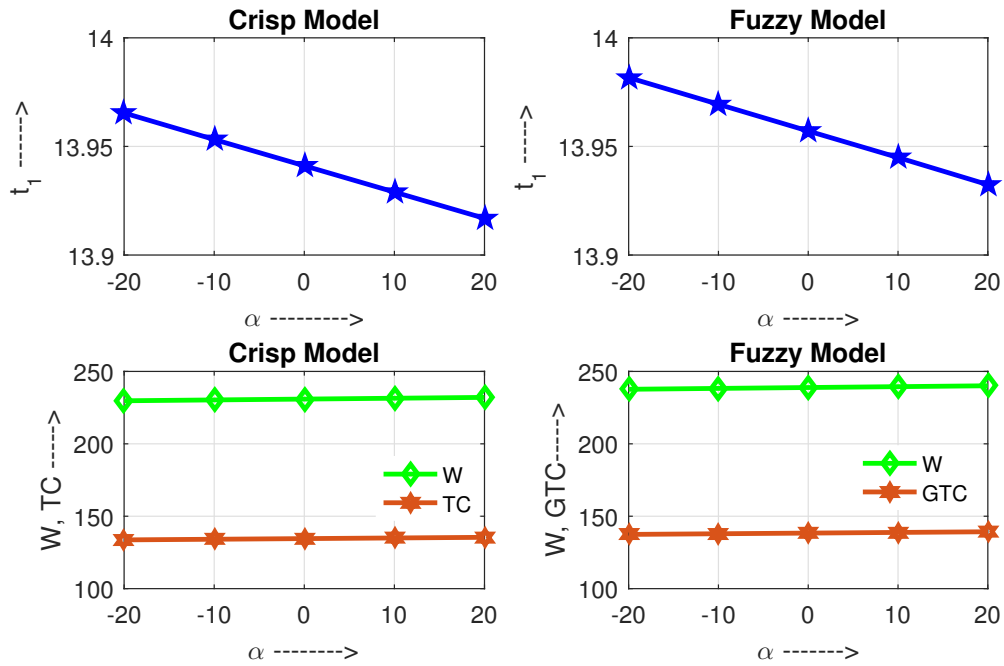 Crisp Model
14
13.95
13.9
t_1 ------>
-20 -10 0 10 20
α --------->
Fuzzy Model
14
13.95
13.9
t_1 ----->
-20 -10 0 10 20
α ------->
Crisp Model
250
200
150
100
W, TC ----->
W
TC
-20 -10 0 10 20
α -------->
Fuzzy Model
250
200
150
100
W, GTC----->
W
GTC
-20 -10 0 10 20
α ------->